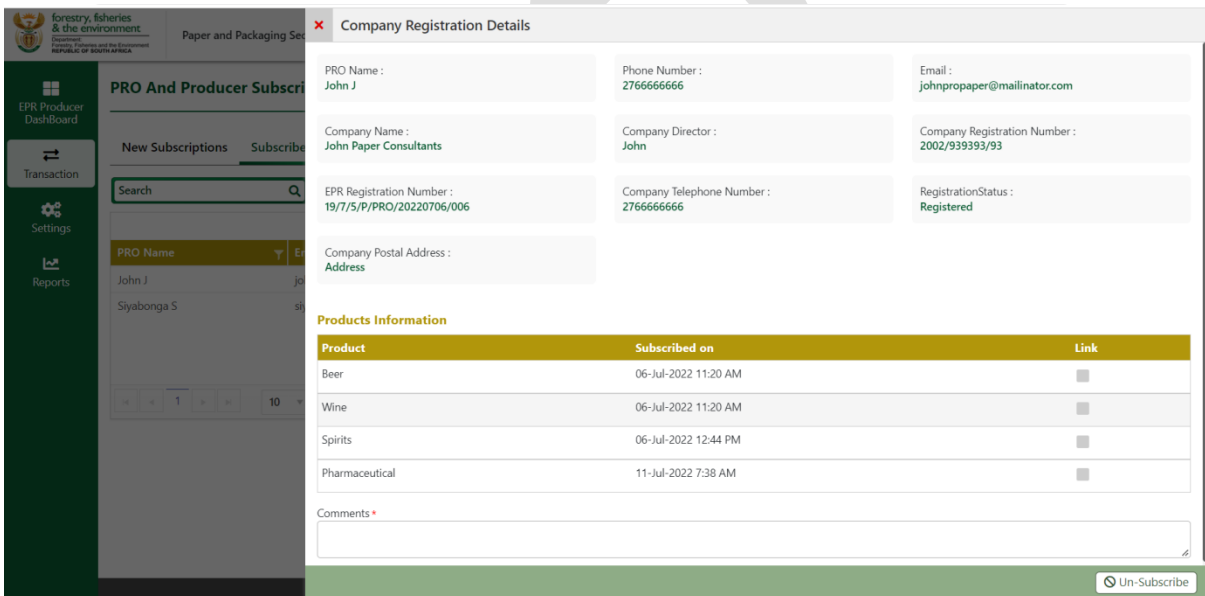 forestry, fisheries
& the environment
Department:
Forestry, Fisheries and the Environment
REPUBLIC OF SOUTH AFRICA
Paper and Packaging Sec
Company Registration Details
EPR Producer
DashBoard
Transaction
Settings
Reports
PRO And Producer Subscri
New Subscriptions Subscribe
Search
PRO Name
John J
Siyabonga S
1 10
PRO Name :
John J
Phone Number :
2766666666
Email :
johnpropaper@mailinator.com
Company Name :
John Paper Consultants
Company Director :
John
Company Registration Number :
2002/939393/93
EPR Registration Number :
19/7/5/P/PRO/20220706/006
Company Telephone Number :
2766666666
RegistrationStatus :
Registered
Company Postal Address :
Address
Products Information
Product Subscribed on Link
Beer 06-Jul-2022 11:20 AM
Wine 06-Jul-2022 11:20 AM
Spirits 06-Jul-2022 12:44 PM
Pharmaceutical 11-Jul-2022 7:38 AM
Comments *
Un-Subscribe